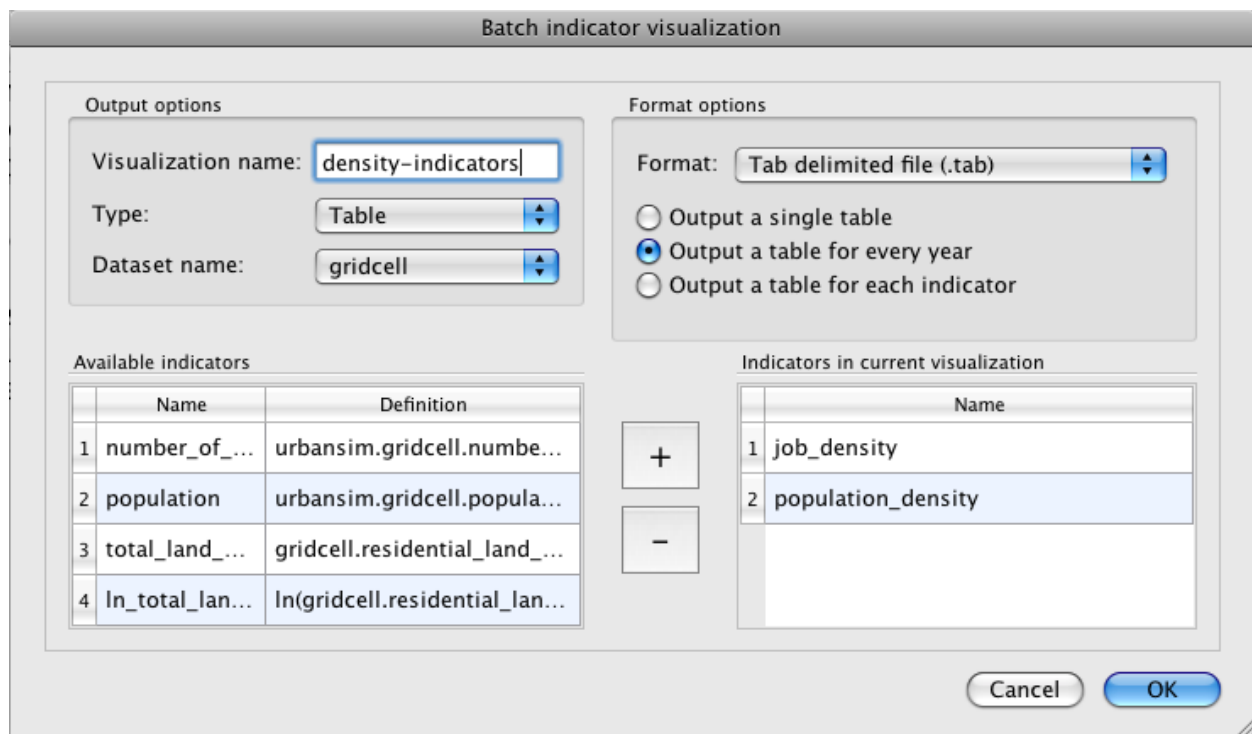 Batch indicator visualization
Output options
Visualization name: density-indicators
Type: Table
Dataset name: gridcell
Format options
Format: Tab delimited file (.tab)
Output a single table
Output a table for every year
Output a table for each indicator
Available indicators
Name Definition
1 number_of_... urbansim.gridcell.numbe...
2 population urbansim.gridcell.popula...
3 total_land_... gridcell.residential_land_...
4 ln_total_lan... ln(gridcell.residential_lan...
+
-
Indicators in current visualization
Name
1 job_density
2 population_density
Cancel OK